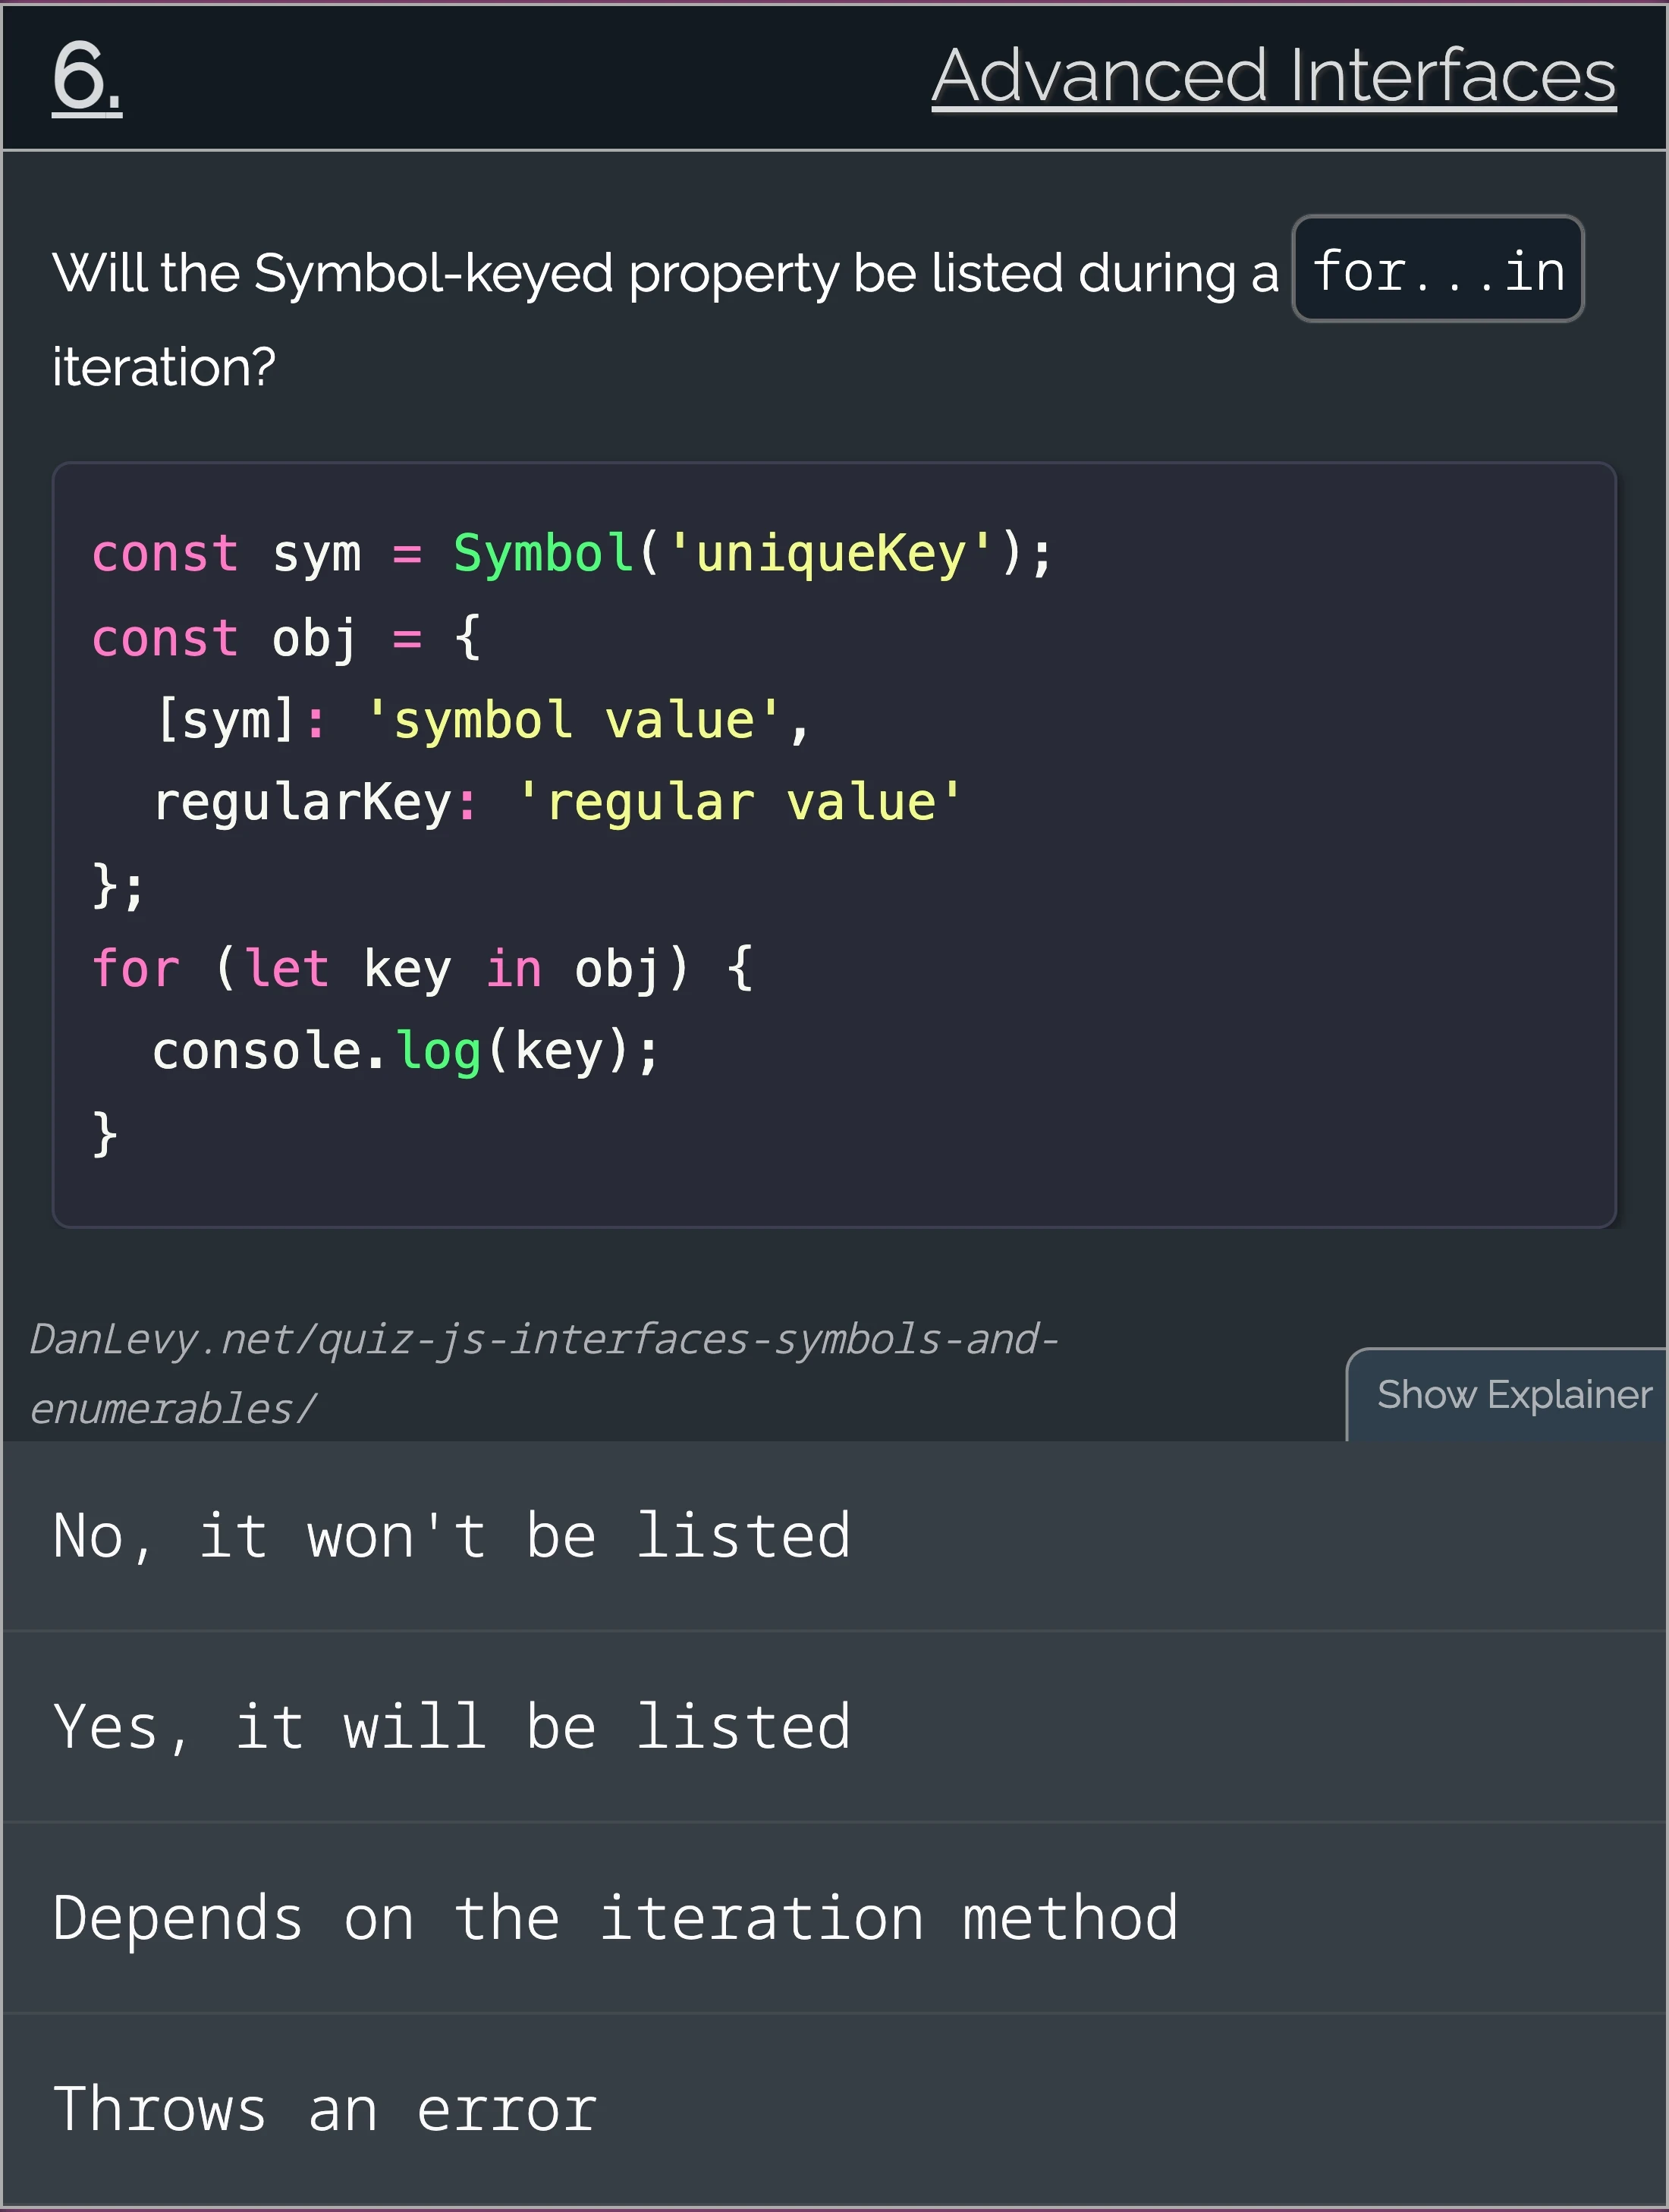 6.
Advanced Interfaces
Will the Symbol-keyed property be listed during a for...in
iteration?
const sym = Symbol('uniqueKey');
const obj = {
  [sym]: 'symbol value',
  regularKey: 'regular value'
};
for (let key in obj) {
  console.log(key);
}
DanLevy.net/quiz-js-interfaces-symbols-and-
enumerables/
Show Explainer
No, it won't be listed
Yes, it will be listed
Depends on the iteration method
Throws an error